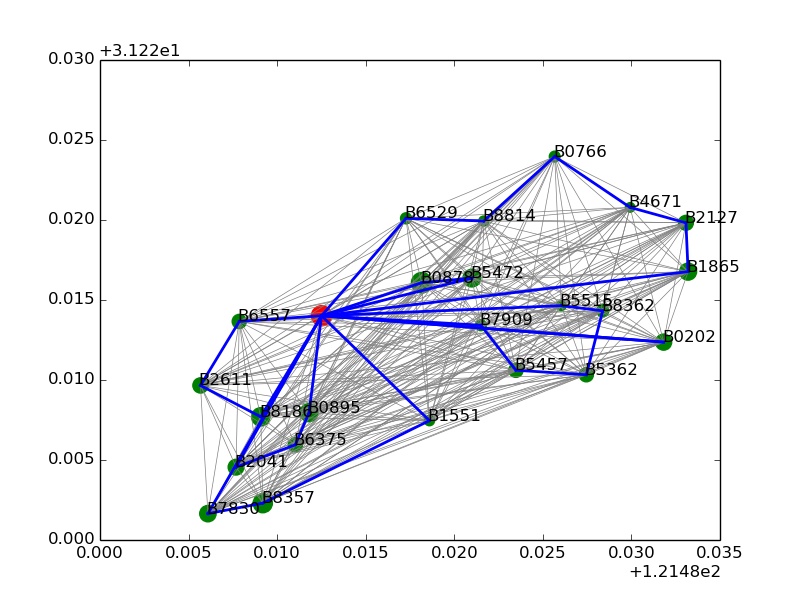 +3.122e1
0.030
0.025
0.020
0.015
0.010
0.005
0.000
B0766
B4671
B6529
B8814
B2127
B0878
B5472
B1865
B6557
B5515
B8362
B7909
B0202
B2611
B5457
B5362
B8186
B0895
B1551
B6375
B2041
B7830
B8357
0.000
0.005
0.010
0.015
0.020
0.025
0.030
0.035
+1.2148e2